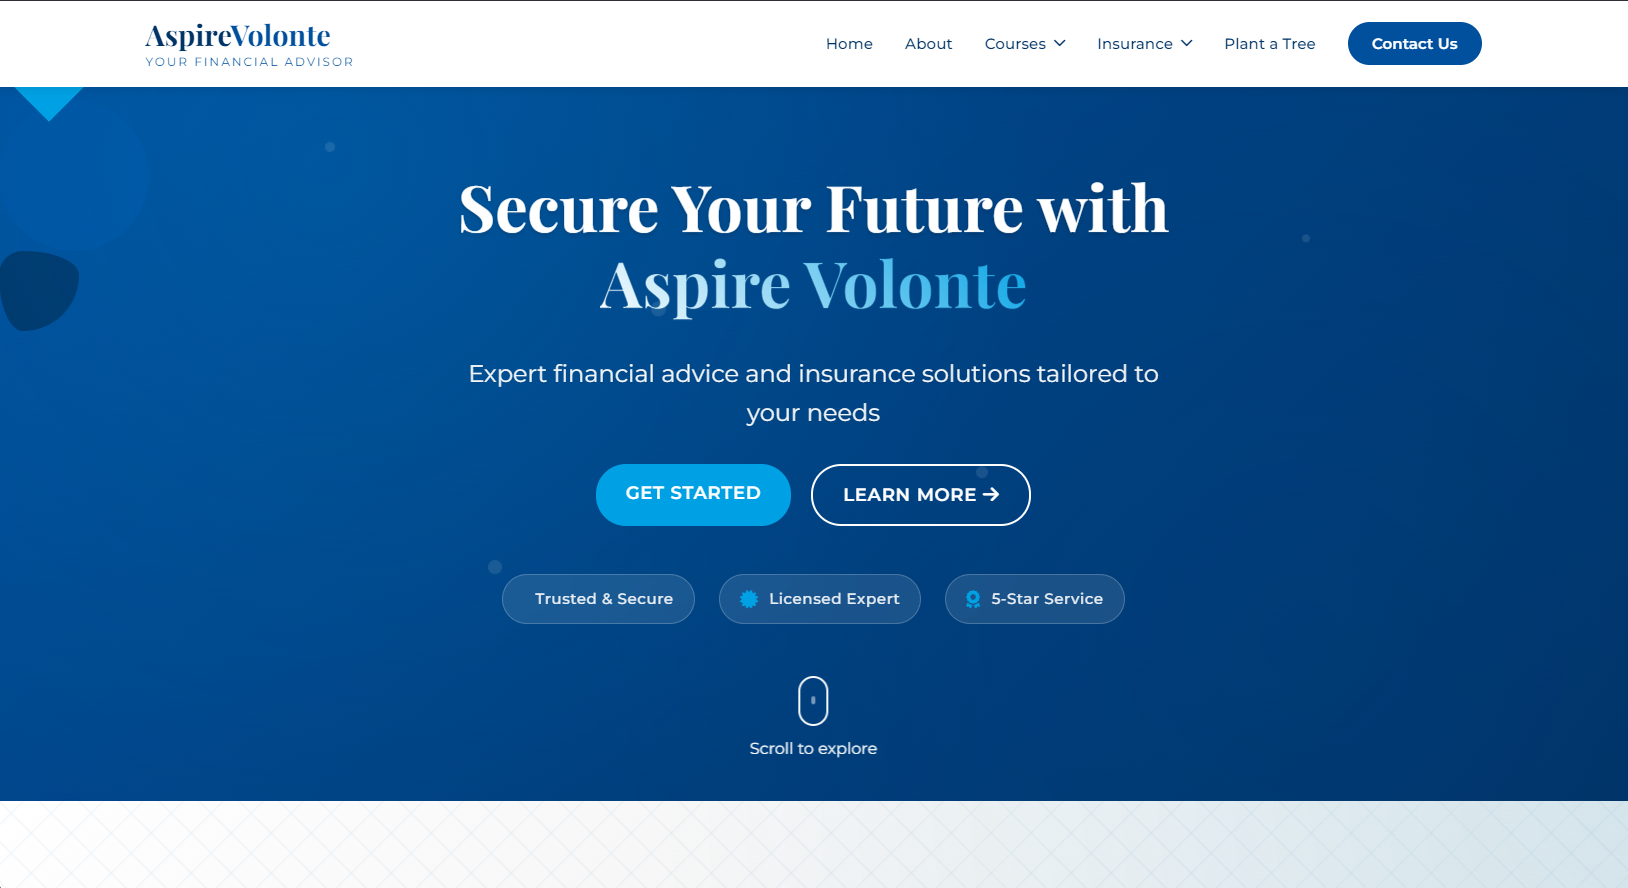 AspireVolonte
YOUR FINANCIAL ADVISOR
Home
About
Courses
Insurance
Plant a Tree
Contact Us
Secure Your Future with
Aspire Volonte
Expert financial advice and insurance solutions tailored to
your needs
GET STARTED
LEARN MORE →
Trusted & Secure
Licensed Expert
5-Star Service
Scroll to explore